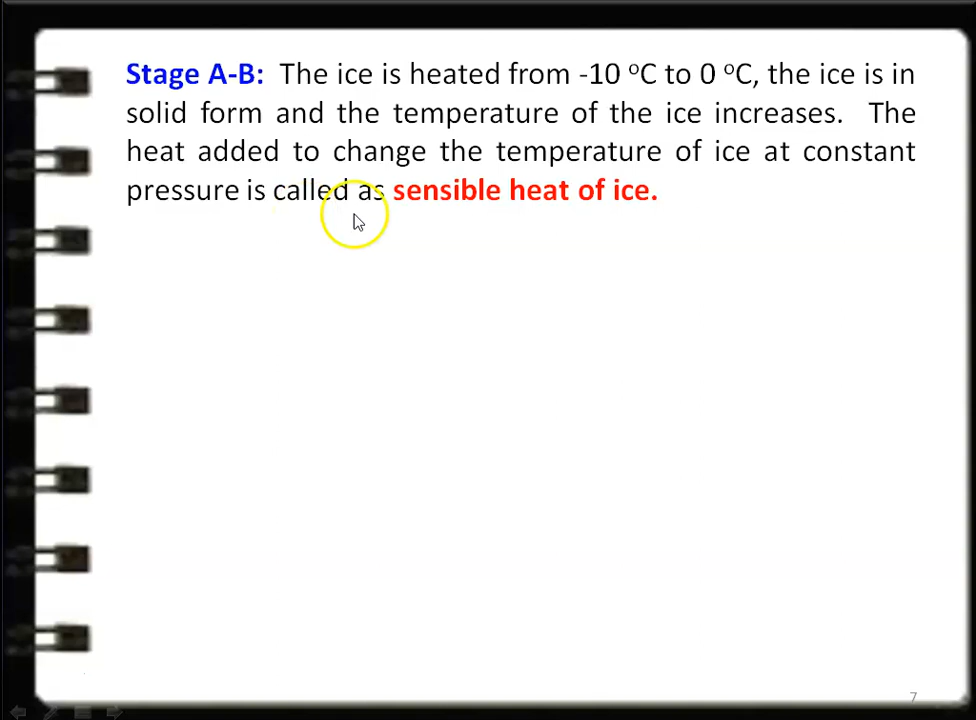 Stage A-B: The ice is heated from -10 °C to 0 °C, the ice is in
solid form and the temperature of the ice increases. The
heat added to change the temperature of ice at constant
pressure is called as sensible heat of ice.
7